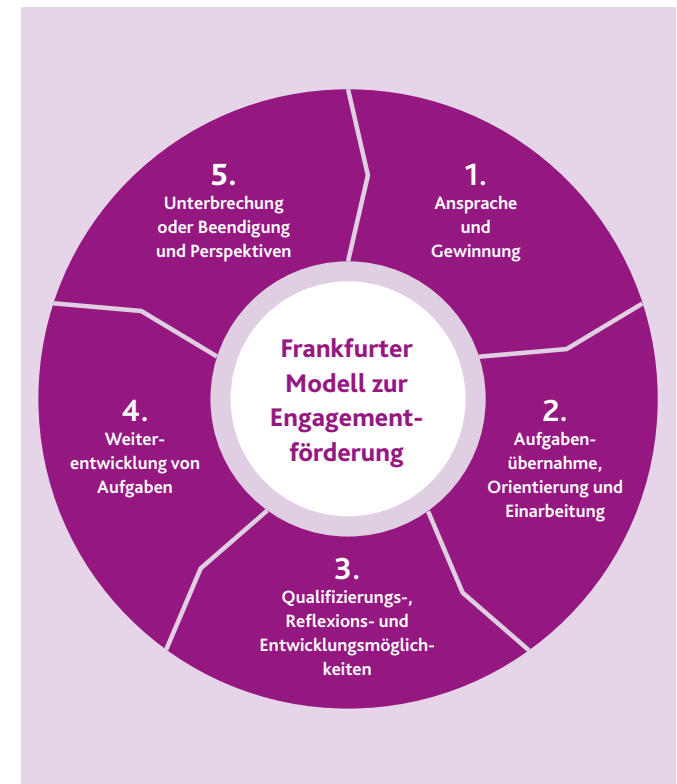 Frankfurter
Modell zur
Engagement-
förderung
1.
Ansprache
und
Gewinnung
2.
Aufgaben-
übernahme,
Orientierung und
Einarbeitung
3.
Qualifizierungs-,
Reflexions- und
Entwicklungsmöglich-
keiten
4.
Weiter-
entwicklung von
Aufgaben
5.
Unterbrechung
oder Beendigung
und Perspektiven